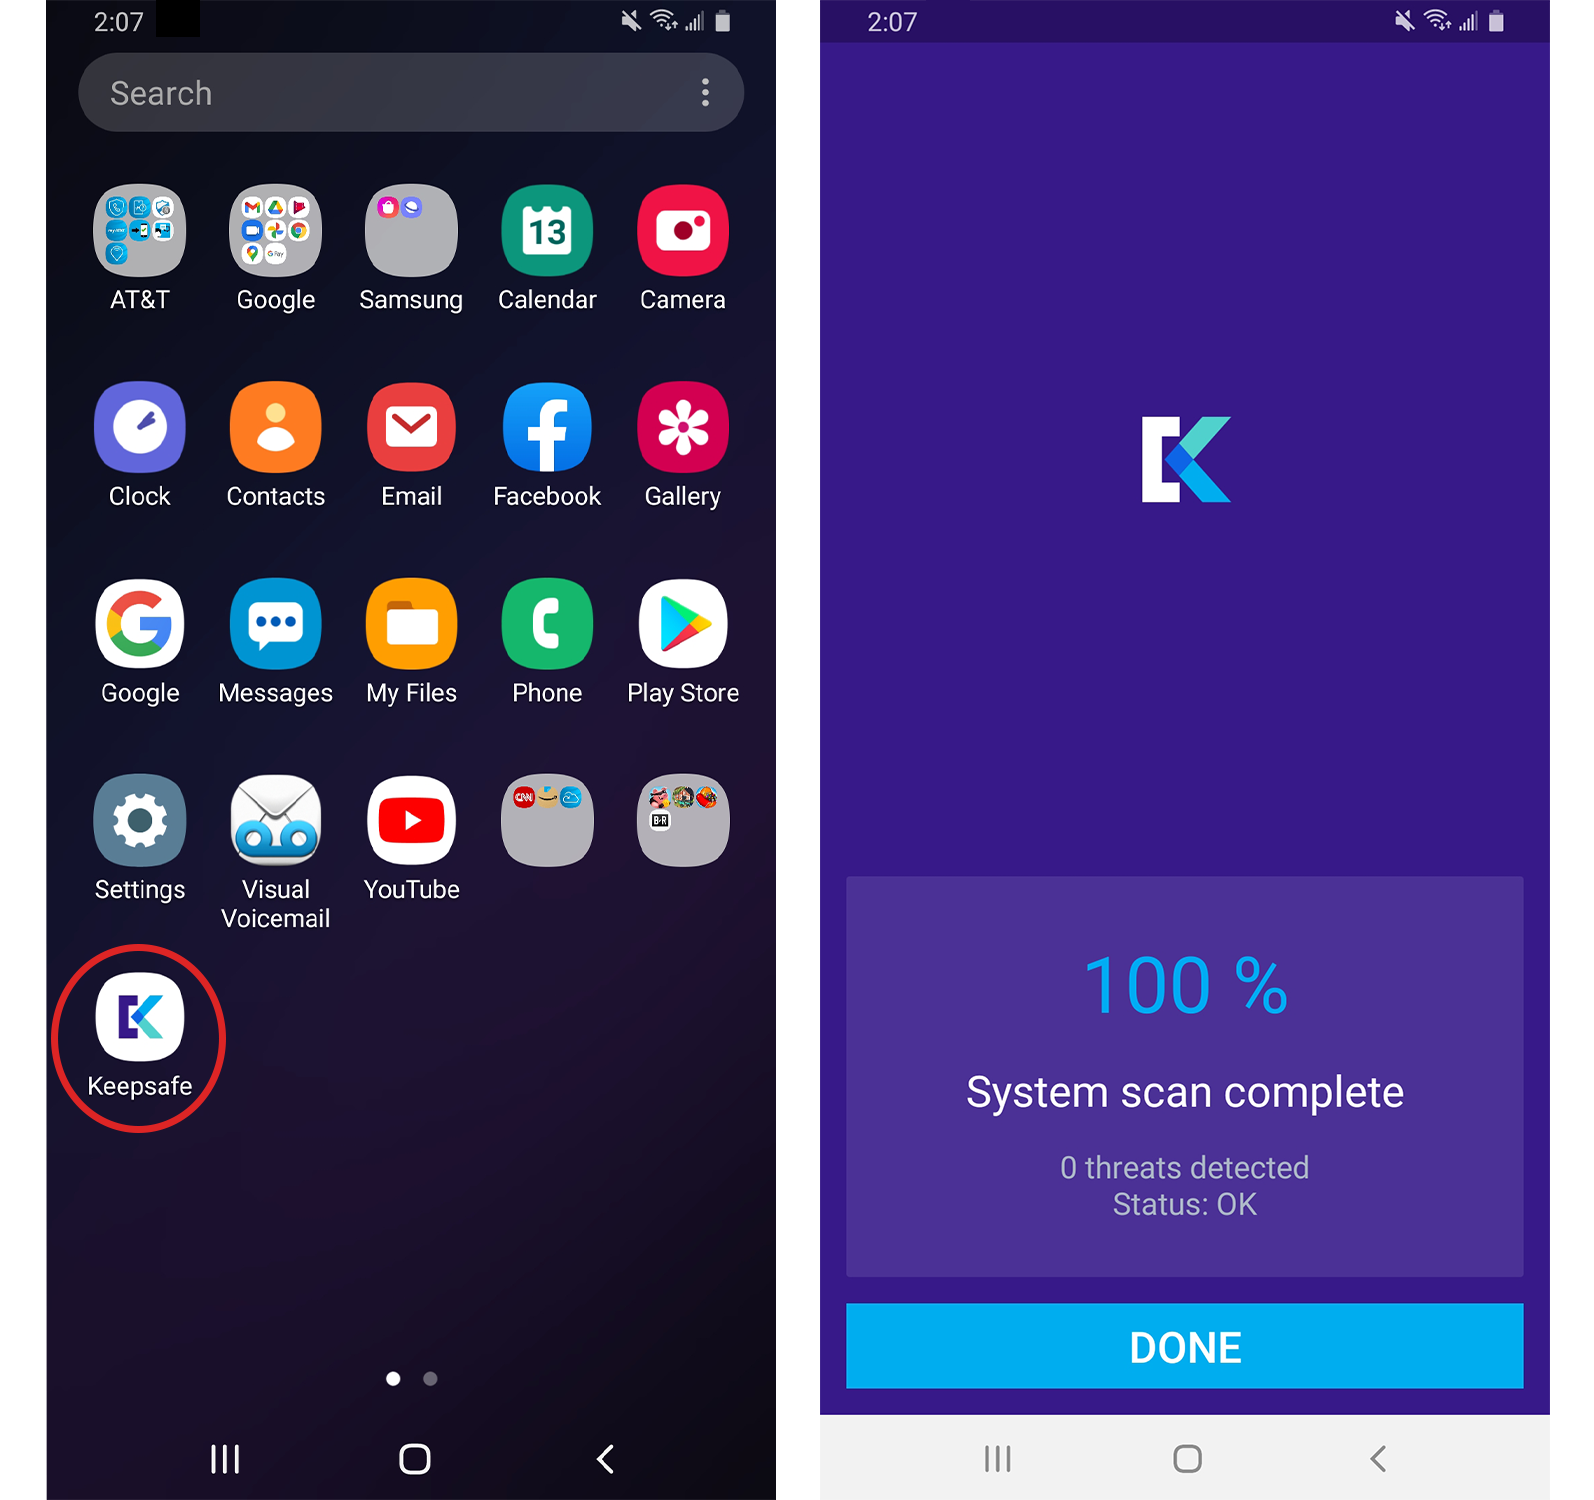 2:07
Search
13
AT&T
Google
Samsung
Calendar
Camera
Clock
Contacts
Email
Facebook
Gallery
Google
Messages
My Files
Phone
Play Store
CNN
B/R
Settings
Visual
Voicemail
YouTube
Keepsafe
2:07
100 %
System scan complete
0 threats detected
Status: OK
DONE